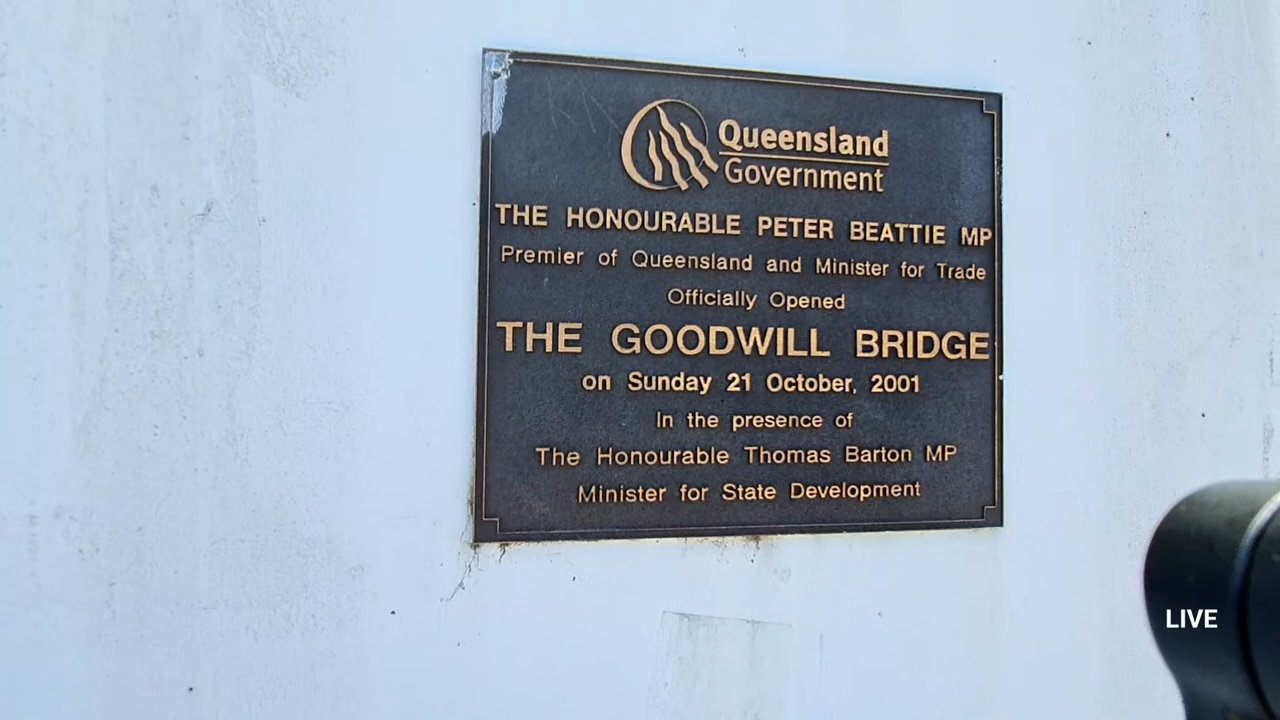 Queensland
Government
THE HONOURABLE PETER BEATTIE MP
Premier of Queensland and Minister for Trade
Officially Opened
THE GOODWILL BRIDGE
on Sunday 21 October, 2001
In the presence of
The Honourable Thomas Barton MP
Minister for State Development
LIVE